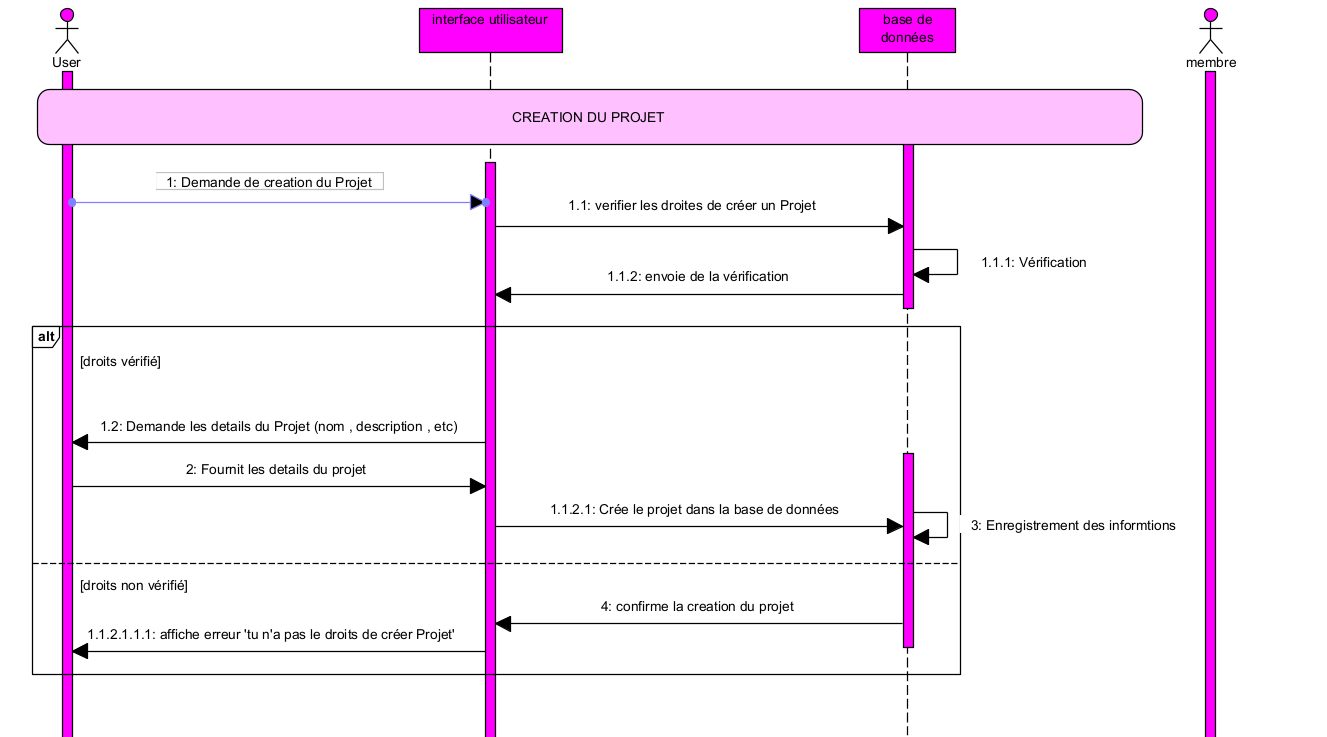 interface utilisateur
base de
données
User
membre
CREATION DU PROJET
1: Demande de creation du Projet
1.1: verifier les droites de créer un Projet
1.1.1: Vérification
1.1.2: envoie de la vérification
alt
[droits vérifié]
1.2: Demande les details du Projet (nom , description , etc)
2: Fournit les details du projet
1.1.2.1: Crée le projet dans la base de données
3: Enregistrement des informtions
[droits non vérifié]
4: confirme la creation du projet
1.1.2.1.1.1: affiche erreur 'tu n'a pas le droits de créer Projet'